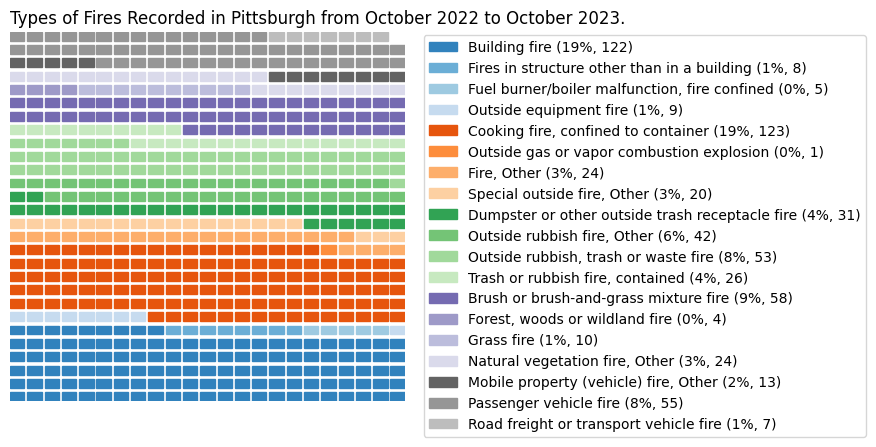 Types of Fires Recorded in Pittsburgh from October 2022 to October 2023.
Building fire (19%, 122)
Fires in structure other than in a building (1%, 8)
Fuel burner/boiler malfunction, fire confined (0%, 5)
Outside equipment fire (1%, 9)
Cooking fire, confined to container (19%, 123)
Outside gas or vapor combustion explosion (0%, 1)
Fire, Other (3%, 24)
Special outside fire, Other (3%, 20)
Dumpster or other outside trash receptacle fire (4%, 31)
Outside rubbish fire, Other (6%, 42)
Outside rubbish, trash or waste fire (8%, 53)
Trash or rubbish fire, contained (4%, 26)
Brush or brush-and-grass mixture fire (9%, 58)
Forest, woods or wildland fire (0%, 4)
Grass fire (1%, 10)
Natural vegetation fire, Other (3%, 24)
Mobile property (vehicle) fire, Other (2%, 13)
Passenger vehicle fire (8%, 55)
Road freight or transport vehicle fire (1%, 7)